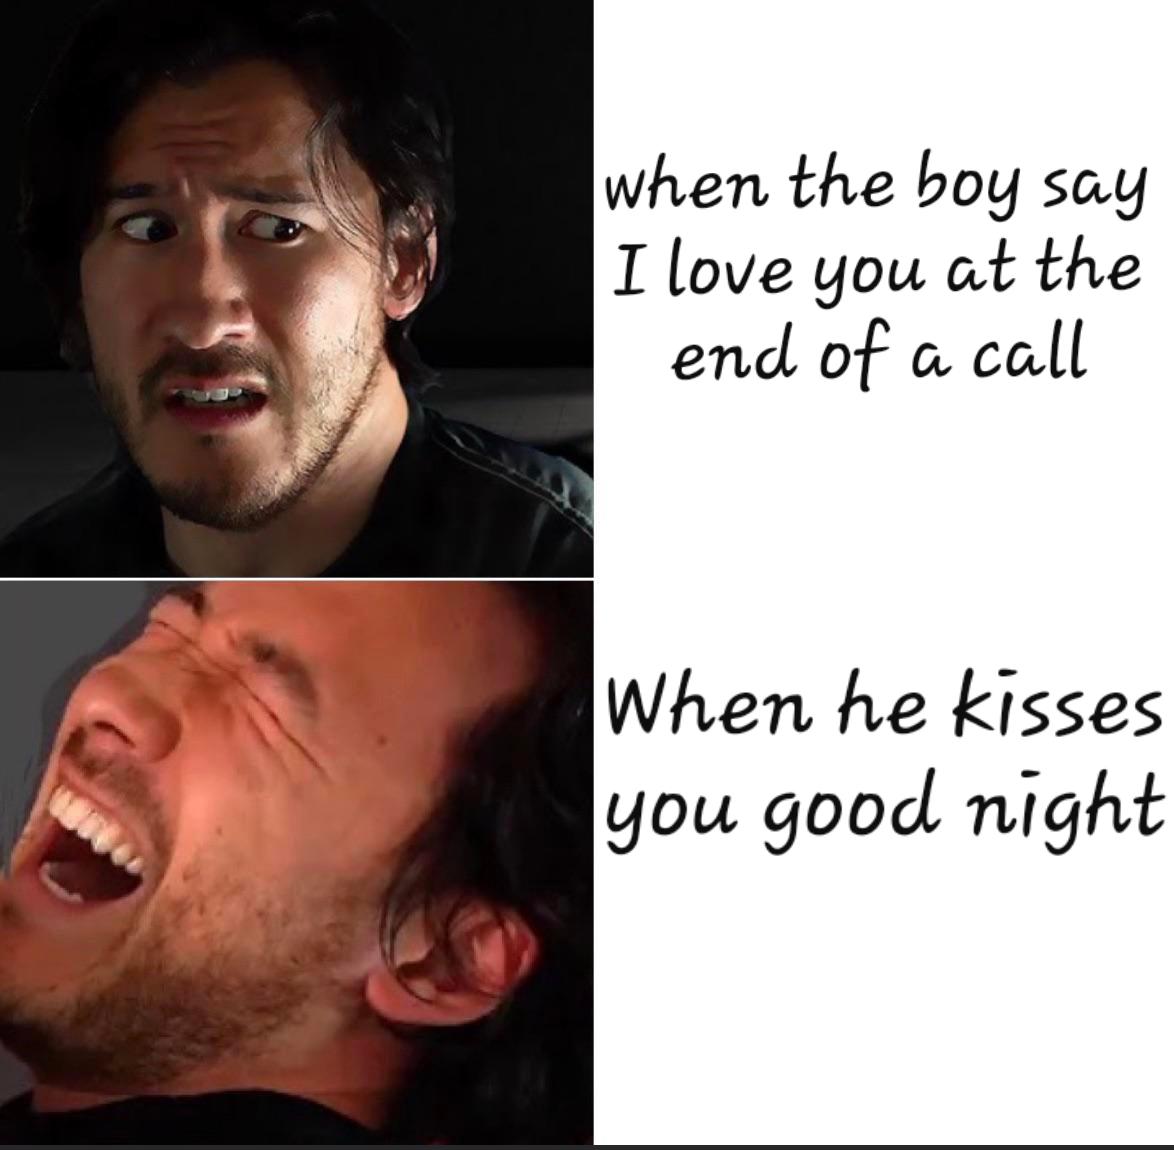 when the boy say
I love you at the
end of a call
When he kisses
you good night